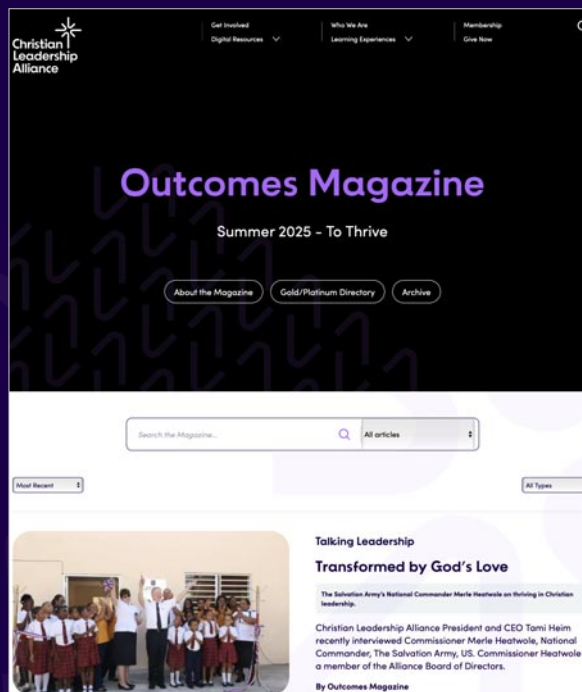 Christian
Leadership
Alliance
Get Involved
Digital Resources
Who We Are
Learning Experiences
Membership
Give Now
Outcomes Magazine
Summer 2025 - To Thrive
About the Magazine
Gold/Platinum Directory
Archive
Search the Magazine...
All articles
Most Recent
All Types
Talking Leadership
Transformed by God's Love
The Salvation Army's National Commander Merle Heatwole on thriving in Christian
leadership.
Christian Leadership Alliance President and CEO Tami Heim
recently interviewed Commissioner Merle Heatwole, National
Commander, The Salvation Army, US. Commissioner Heatwole
a member of the Alliance Board of Directors.
By Outcomes Magazine